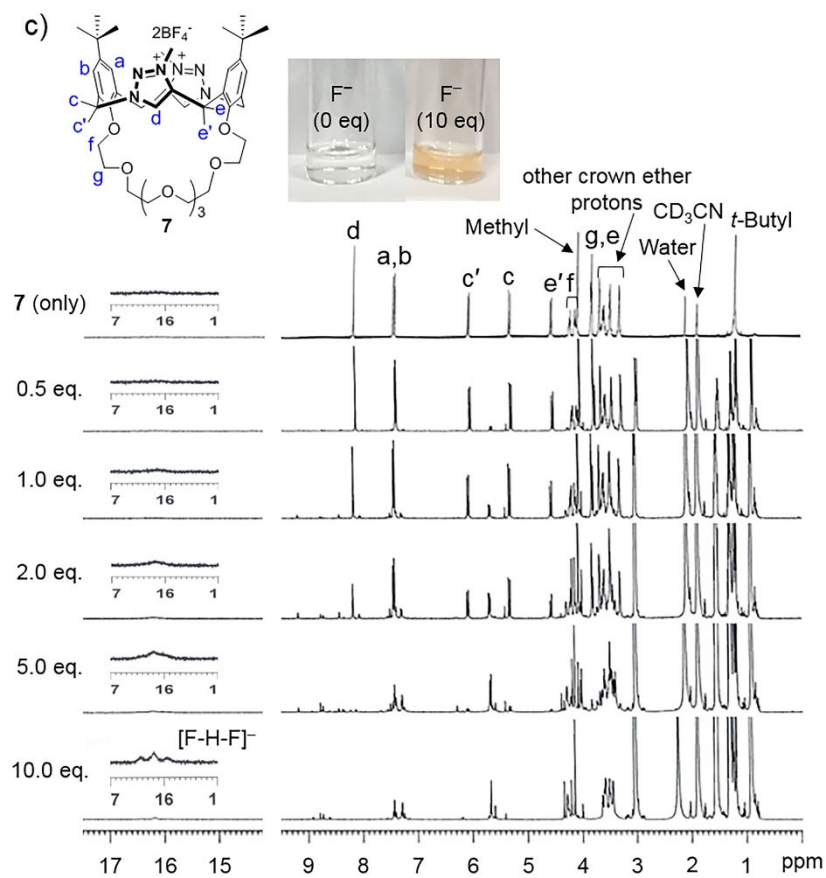 c)
2BF₄⁻
+ +
N N N N N N
a
b
c
c'
d
e
e'
O O
f
g
O O
O O O
3
7
F⁻
(0 eq)
F⁻
(10 eq)
other crown ether
protons
CD₃CN
t-Butyl
Methyl
Water
d
a,b
c'
c
e'
f
g,e
7 (only)
7 16 1
0.5 eq.
7 16 1
1.0 eq.
7 16 1
2.0 eq.
7 16 1
5.0 eq.
7 16 1
[F-H-F]⁻
10.0 eq.
7 16 1
17 16 15 9 8 7 6 5 4 3 2 1 ppm